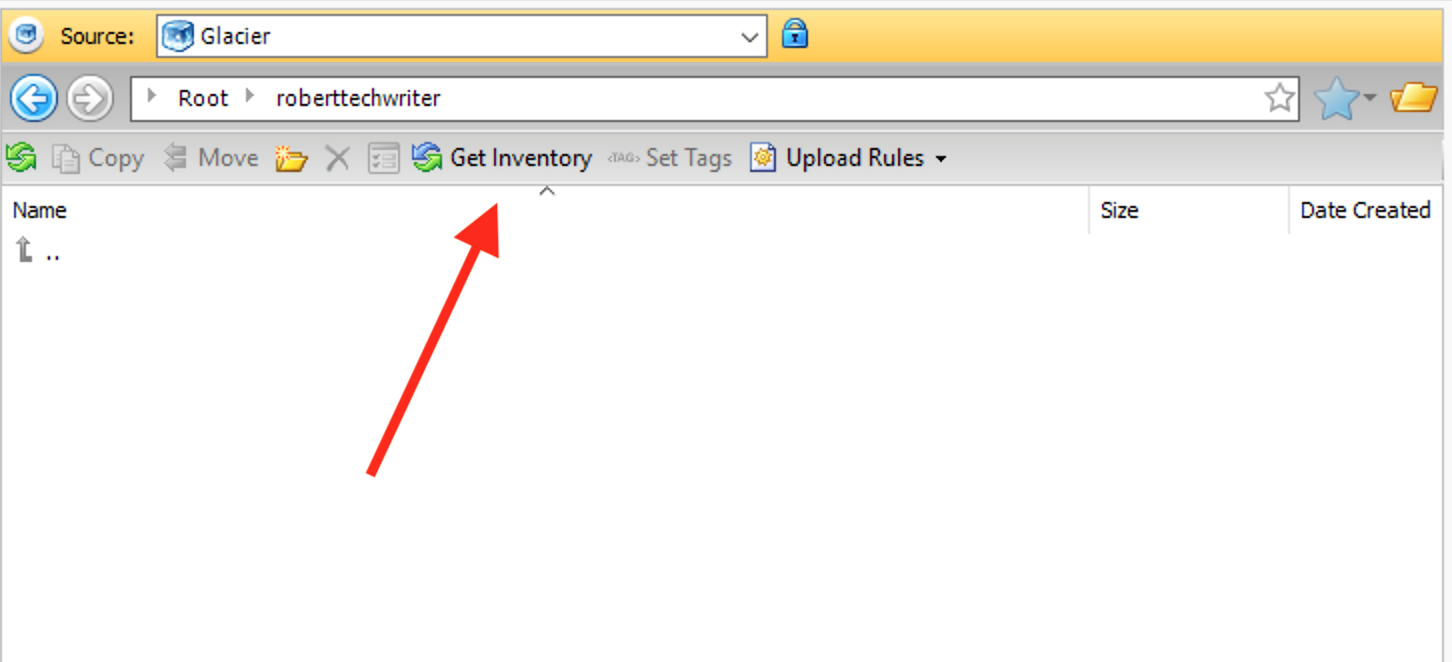 Source: Glacier
Root roberttechwriter
Copy Move Get Inventory <TAG> Set Tags Upload Rules
Name Size Date Created
..